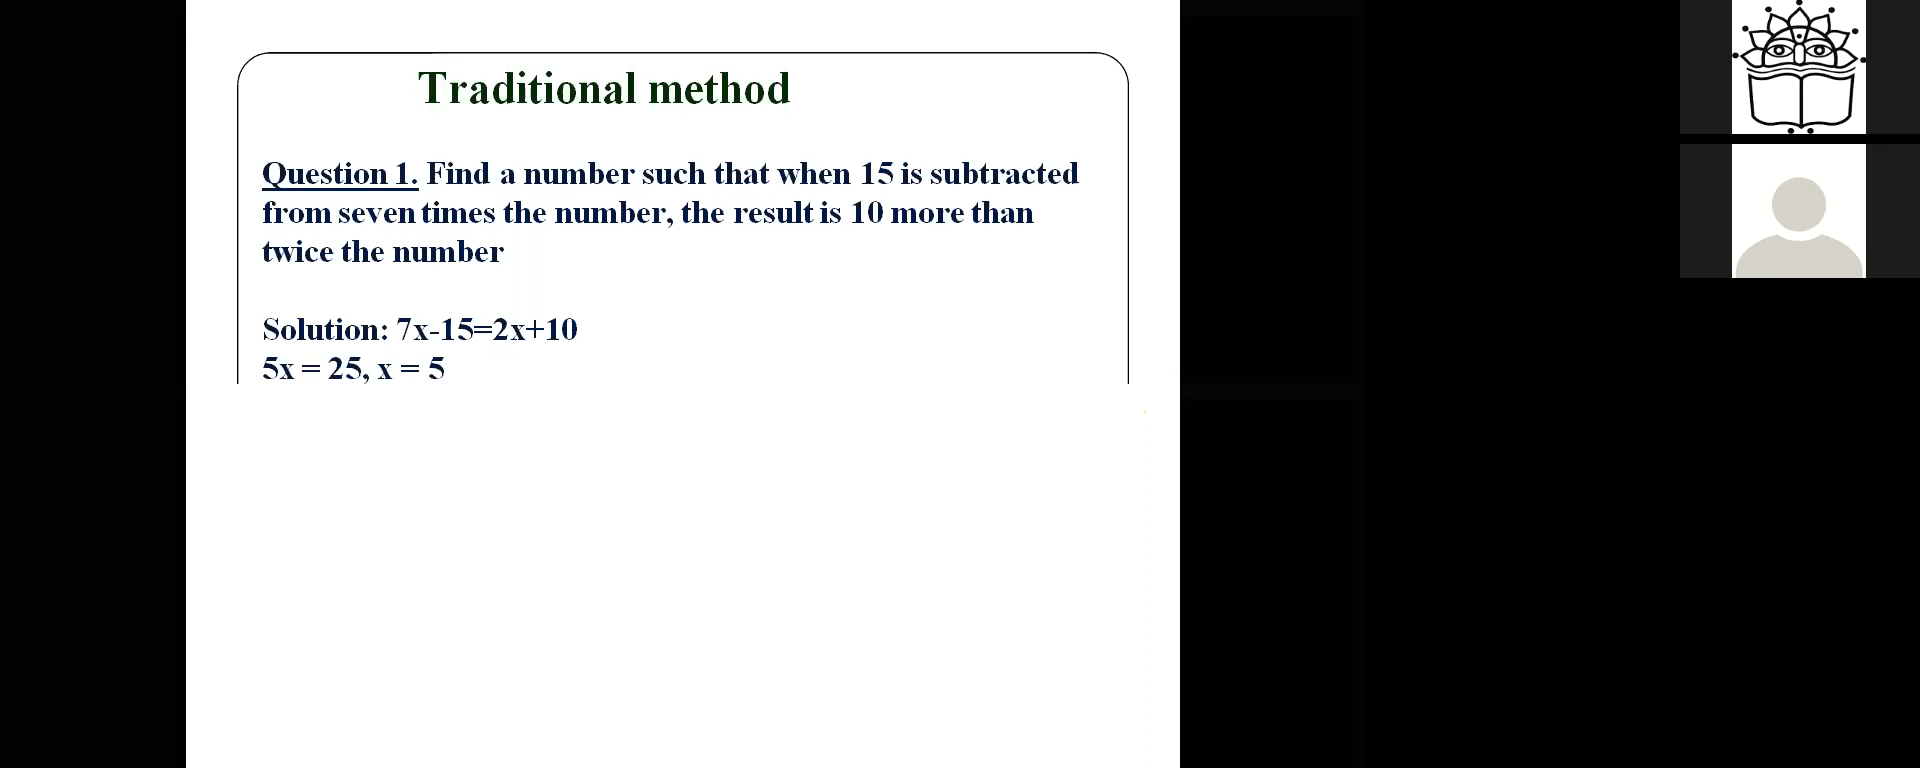 Traditional method
Question 1. Find a number such that when 15 is subtracted
from seven times the number, the result is 10 more than
twice the number
Solution: 7x-15=2x+10
5x = 25, x = 5